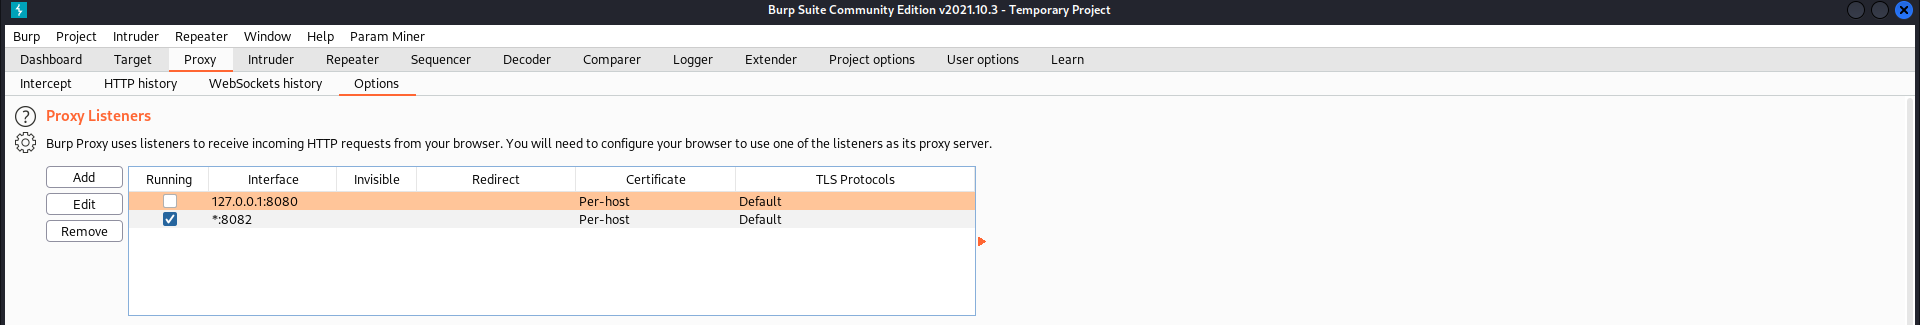 Burp Suite Community Edition v2021.10.3 - Temporary Project
Burp Project Intruder Repeater Window Help Param Miner
Dashboard Target Proxy Intruder Repeater Sequencer Decoder Comparer Logger Extender Project options User options Learn
Intercept HTTP history WebSockets history Options
? Proxy Listeners
Burp Proxy uses listeners to receive incoming HTTP requests from your browser. You will need to configure your browser to use one of the listeners as its proxy server.
Add
Edit
Remove
Running Interface Invisible Redirect Certificate TLS Protocols
127.0.0.1:8080 Per-host Default
*:8082 Per-host Default